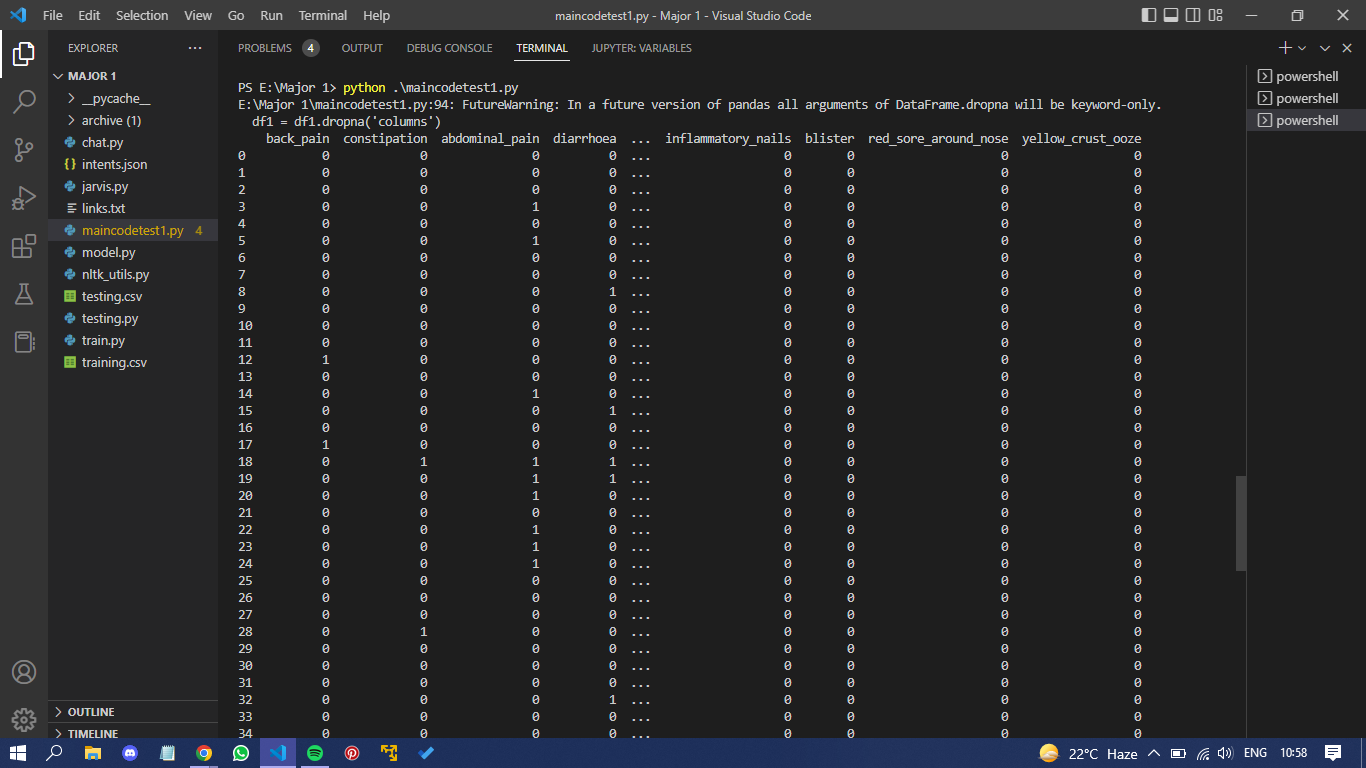 File Edit Selection View Go Run Terminal Help maincodetest1.py - Major 1 - Visual Studio Code
EXPLORER ...
MAJOR 1
__pycache__
archive (1)
chat.py
intents.json
jarvis.py
links.txt
maincodetest1.py 4
model.py
nltk_utils.py
testing.csv
testing.py
train.py
training.csv
OUTLINE
TIMELINE
PROBLEMS 4 OUTPUT DEBUG CONSOLE TERMINAL JUPYTER: VARIABLES
PS E:\Major 1> python .\maincodetest1.py
E:\Major 1\maincodetest1.py:94: FutureWarning: In a future version of pandas all arguments of DataFrame.dropna will be keyword-only.
df1 = df1.dropna('columns')
back_pain constipation abdominal_pain diarrhoea ... inflammatory_nails blister red_sore_around_nose yellow_crust_ooze
0 0 0 0 0 ... 0 0 0 0
1 0 0 0 0 ... 0 0 0 0
2 0 0 0 0 ... 0 0 0 0
3 0 0 1 0 ... 0 0 0 0
4 0 0 0 0 ... 0 0 0 0
5 0 0 1 0 ... 0 0 0 0
6 0 0 0 0 ... 0 0 0 0
7 0 0 0 0 ... 0 0 0 0
8 0 0 0 1 ... 0 0 0 0
9 0 0 0 0 ... 0 0 0 0
10 0 0 0 0 ... 0 0 0 0
11 0 0 0 0 ... 0 0 0 0
12 1 0 0 0 ... 0 0 0 0
13 0 0 0 0 ... 0 0 0 0
14 0 0 1 0 ... 0 0 0 0
15 0 0 0 1 ... 0 0 0 0
16 0 0 0 0 ... 0 0 0 0
17 1 0 0 0 ... 0 0 0 0
18 0 1 1 1 ... 0 0 0 0
19 0 0 1 1 ... 0 0 0 0
20 0 0 1 0 ... 0 0 0 0
21 0 0 0 0 ... 0 0 0 0
22 0 0 1 0 ... 0 0 0 0
23 0 0 1 0 ... 0 0 0 0
24 0 0 1 0 ... 0 0 0 0
25 0 0 0 0 ... 0 0 0 0
26 0 0 0 0 ... 0 0 0 0
27 0 0 0 0 ... 0 0 0 0
28 0 1 0 0 ... 0 0 0 0
29 0 0 0 0 ... 0 0 0 0
30 0 0 0 0 ... 0 0 0 0
31 0 0 0 0 ... 0 0 0 0
32 0 0 0 1 ... 0 0 0 0
33 0 0 0 0 ... 0 0 0 0
34 0 0 0 0 ... 0 0 0 0
powershell
powershell
powershell
22°C Haze ENG 10:58